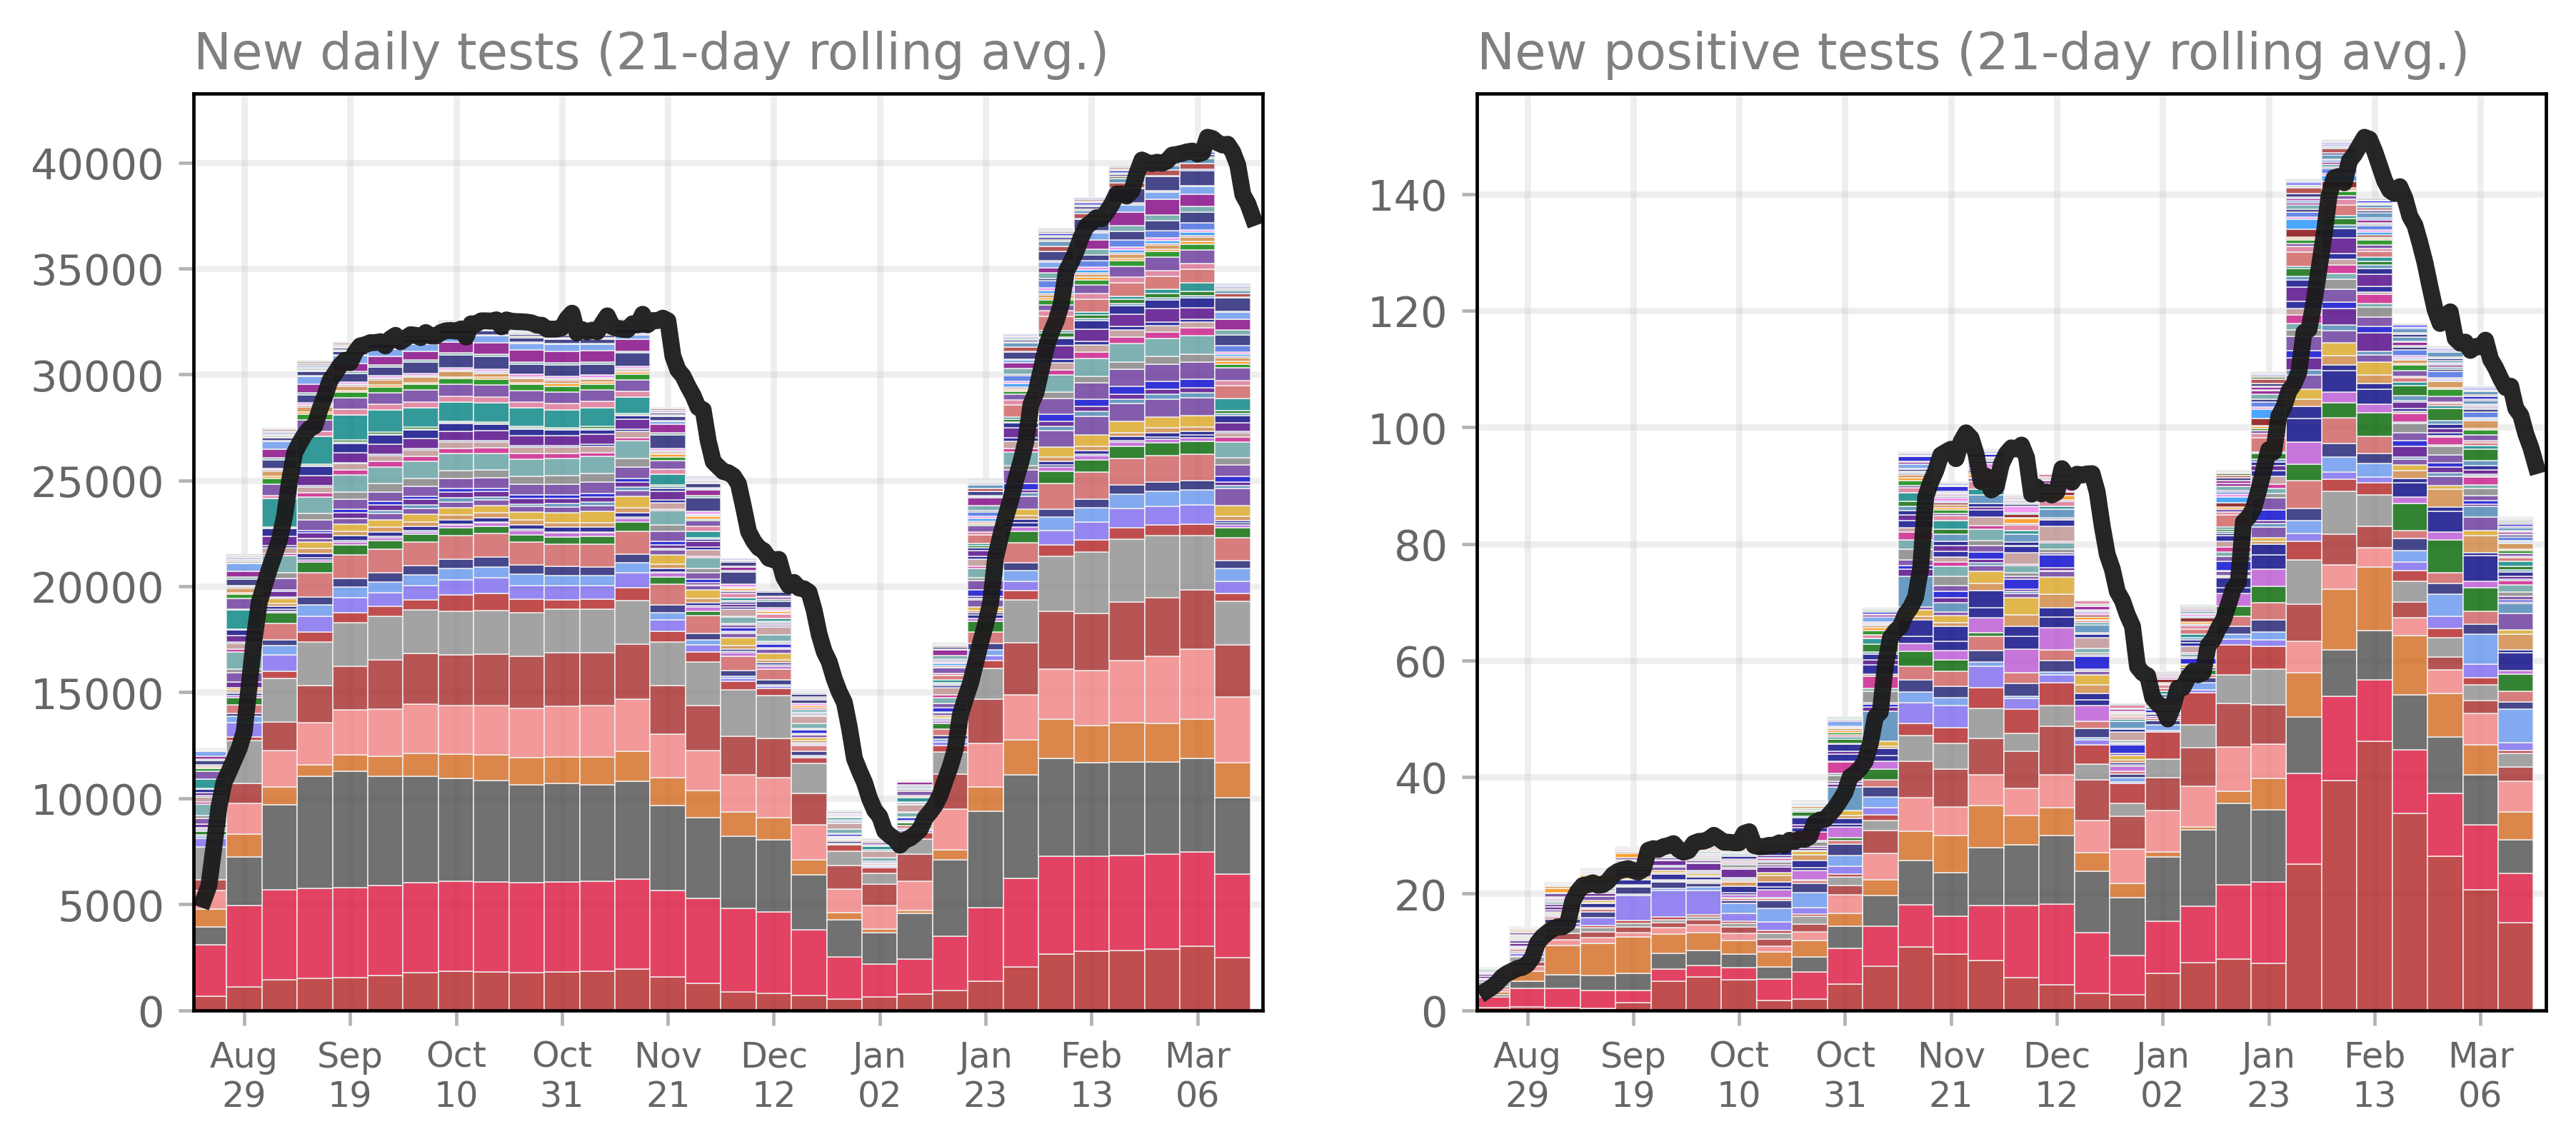 New daily tests (21-day rolling avg.)
40000
35000
30000
25000
20000
15000
10000
5000
0
Aug Sep Oct Oct Nov Dec Jan Jan Feb Mar
29 19 10 31 21 12 02 23 13 06
New positive tests (21-day rolling avg.)
140
120
100
80
60
40
20
0
Aug Sep Oct Oct Nov Dec Jan Jan Feb Mar
29 19 10 31 21 12 02 23 13 06